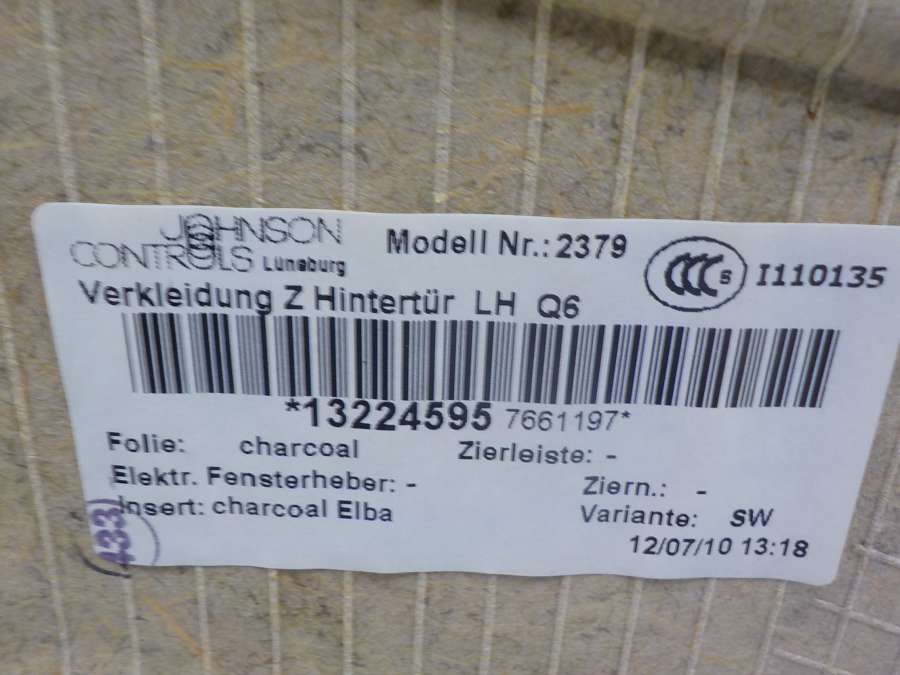 JOHNSON
CONTROLS Lüneburg
Modell Nr.: 2379
CCC S I110135
Verkleidung Z Hintertür LH Q6
*13224595 7661197*
Folie: charcoal Zierleiste: -
Elektr. Fensterheber: - Ziern.: -
Insert: charcoal Elba Variante: SW
12/07/10 13:18
433